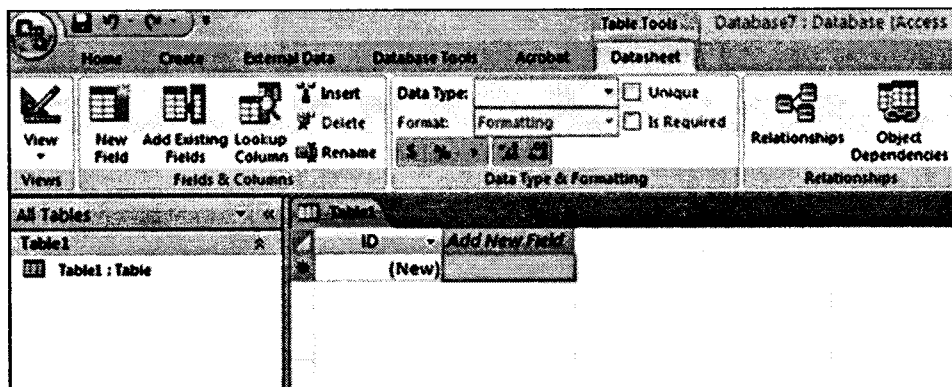 Table Tools Database7 : Database (Access
Home Create External Data Database Tools Acrobat Datasheet
View
New Field
Add Existing Fields
Lookup Column
Insert
Delete
Rename
Data Type:
Format: Formatting
$ % ,
Unique
Is Required
Relationships
Object Dependencies
Views Fields & Columns Data Type & Formatting Relationships
All Tables «
Table1
Table1 : Table
Table1
ID Add New Field
(New)